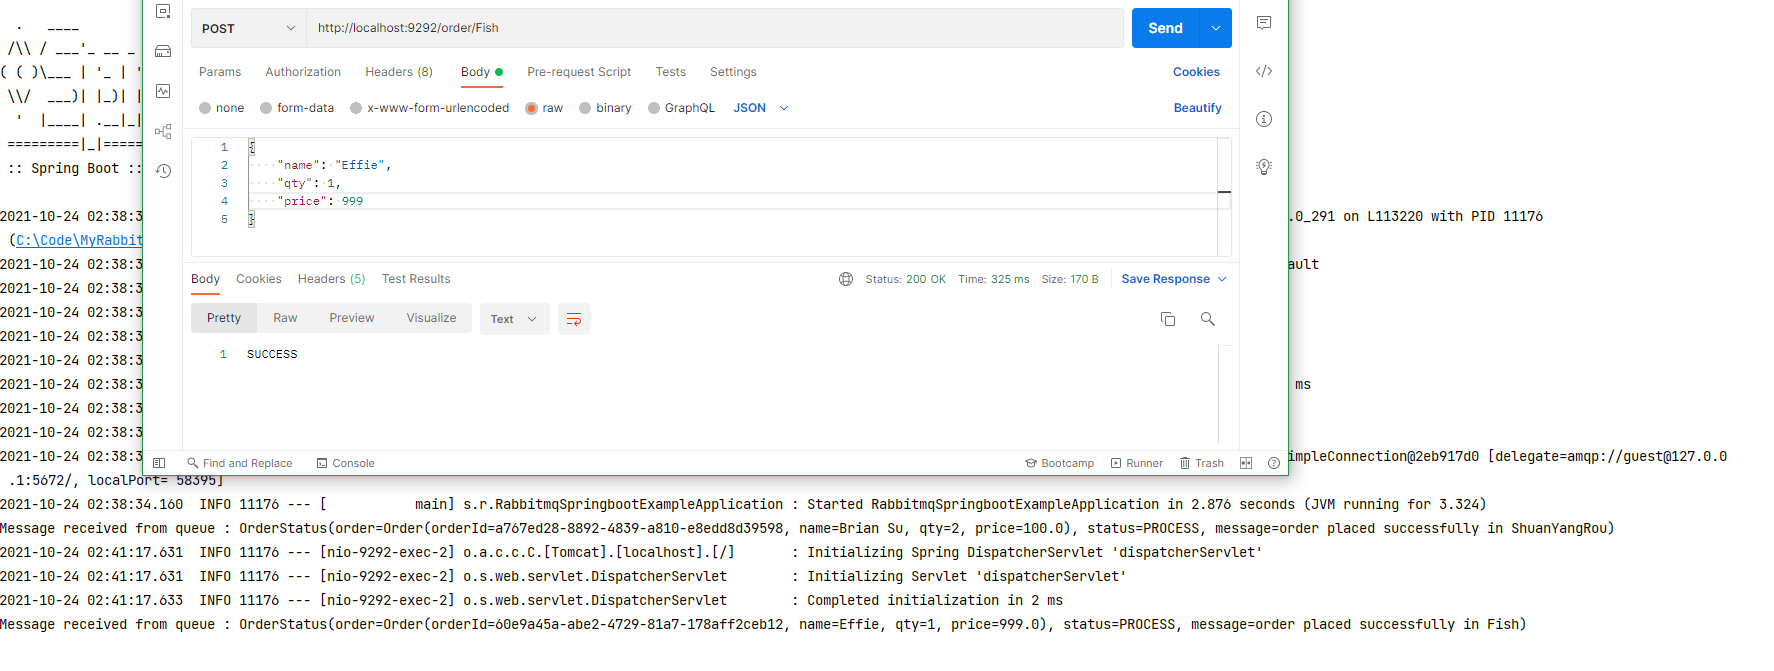 .   ____
/\\ / ___'_ __ _
( ( )\___ | '_ | '
\\/  ___)| |_)| |
'  |____| .__|_|
=========|_|=====
:: Spring Boot ::
POST http://localhost:9292/order/Fish Send
Params Authorization Headers (8) Body Pre-request Script Tests Settings Cookies
none form-data x-www-form-urlencoded raw binary GraphQL JSON Beautify
1 {
2 "name": "Effie",
3 "qty": 1,
4 "price": 999
5 }
Body Cookies Headers (5) Test Results Status: 200 OK Time: 325 ms Size: 170 B Save Response
Pretty Raw Preview Visualize Text
1 SUCCESS
Find and Replace Console Bootcamp Runner Trash
2021-10-24 02:38:3 .0_291 on L113220 with PID 11176
(C:\Code\MyRabbit
2021-10-24 02:38:3 ault
2021-10-24 02:38:3
2021-10-24 02:38:3
2021-10-24 02:38:3
2021-10-24 02:38:3
2021-10-24 02:38:3 ms
2021-10-24 02:38:3
2021-10-24 02:38:3
2021-10-24 02:38:3 impleConnection@2eb917d0 [delegate=amqp://guest@127.0.0
.1:5672/, localPort= 58395]
2021-10-24 02:38:34.160  INFO 11176 --- [           main] s.r.RabbitmqSpringbootExampleApplication : Started RabbitmqSpringbootExampleApplication in 2.876 seconds (JVM running for 3.324)
Message received from queue : OrderStatus(order=Order(orderId=a767ed28-8892-4839-a810-e8edd8d39598, name=Brian Su, qty=2, price=100.0), status=PROCESS, message=order placed successfully in ShuanYangRou)
2021-10-24 02:41:17.631  INFO 11176 --- [nio-9292-exec-2] o.a.c.c.C.[Tomcat].[localhost].[/]       : Initializing Spring DispatcherServlet 'dispatcherServlet'
2021-10-24 02:41:17.631  INFO 11176 --- [nio-9292-exec-2] o.s.web.servlet.DispatcherServlet        : Initializing Servlet 'dispatcherServlet'
2021-10-24 02:41:17.633  INFO 11176 --- [nio-9292-exec-2] o.s.web.servlet.DispatcherServlet        : Completed initialization in 2 ms
Message received from queue : OrderStatus(order=Order(orderId=60e9a45a-abe2-4729-81a7-178aff2ceb12, name=Effie, qty=1, price=999.0), status=PROCESS, message=order placed successfully in Fish)